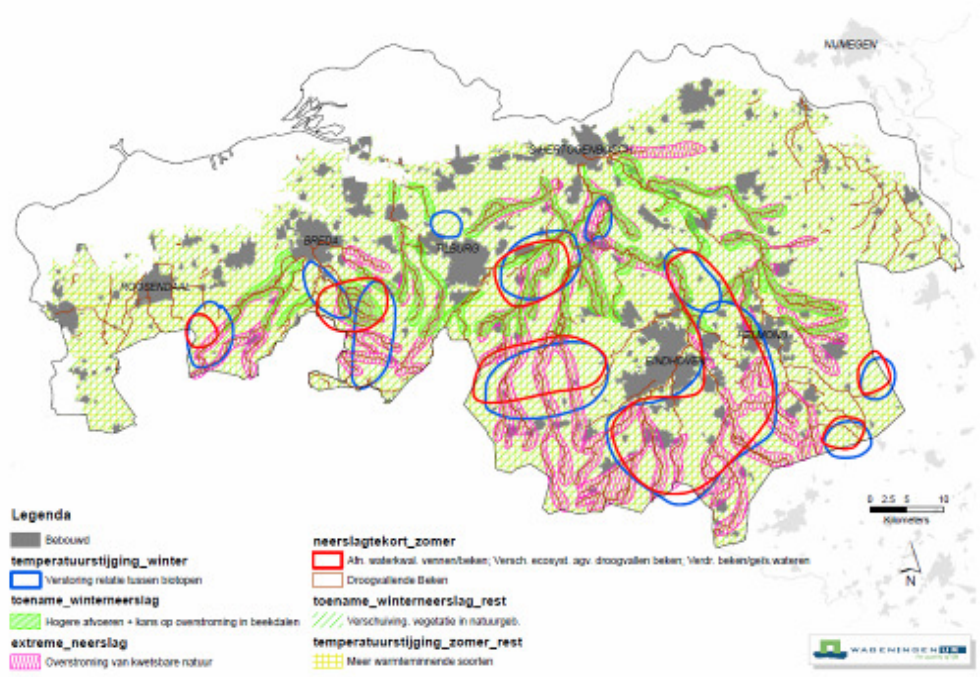 NIJMEGEN
S HERTOGENBOSCH
BREDA
TILBURG
ROOSENDAAL
HELMOND
EINDHOVEN
0 2.5 5 10
Kilometers
N
Legenda
Bebouwd
temperatuurstijging_winter
Verstoring relatie tussen biotopen
toename_winterneerslag
Hogere afvoeren + kans op overstroming in beekdalen
extreme_neerslag
Overstroming van kwetsbare natuur
neerslagtekort_zomer
Afn. waterkwal. vennen/beken; Versch. ecosyst. agv. droogvallen beken; Verdr. beken/geïs.wateren
Droogvallende Beken
toename_winterneerslag_rest
Verschuiving. vegetatie in natuurgeb.
temperatuurstijging_zomer_rest
Meer warmteminnende soorten
WAGENINGEN UR